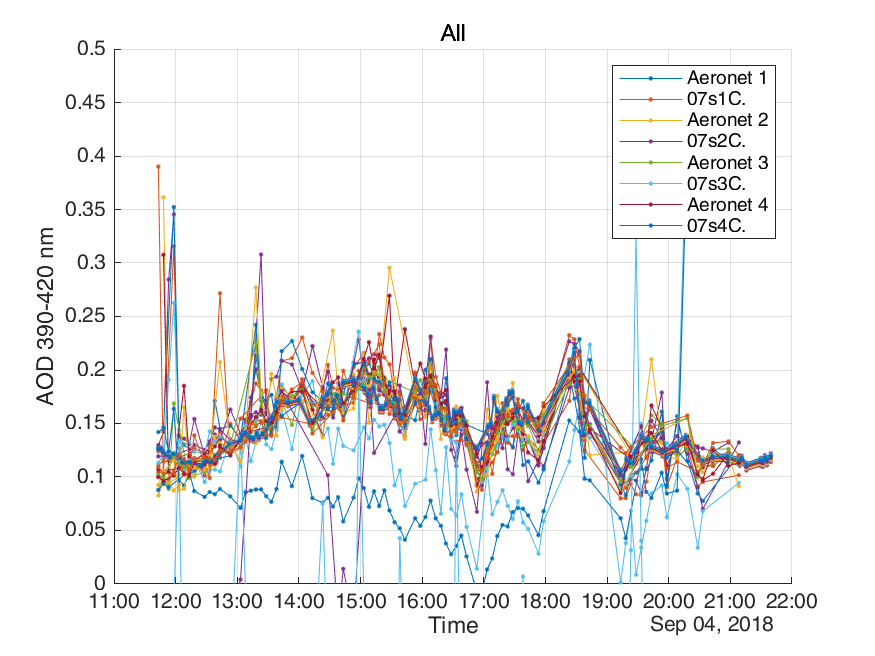 All
0.5
0.45
0.4
0.35
0.3
0.25
0.2
0.15
0.1
0.05
0
AOD 390-420 nm
Aeronet 1
07s1C.
Aeronet 2
07s2C.
Aeronet 3
07s3C.
Aeronet 4
07s4C.
11:00 12:00 13:00 14:00 15:00 16:00 17:00 18:00 19:00 20:00 21:00 22:00
Time
Sep 04, 2018